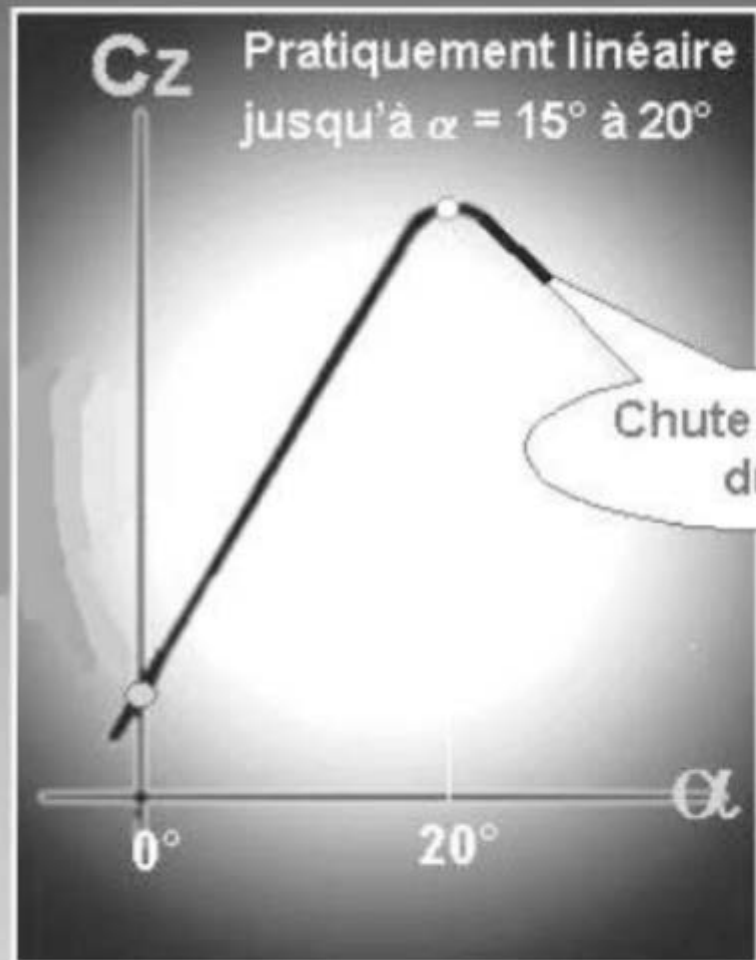 Cz
Pratiquement linéaire
jusqu'à α = 15° à 20°
Chute
α
0°
20°